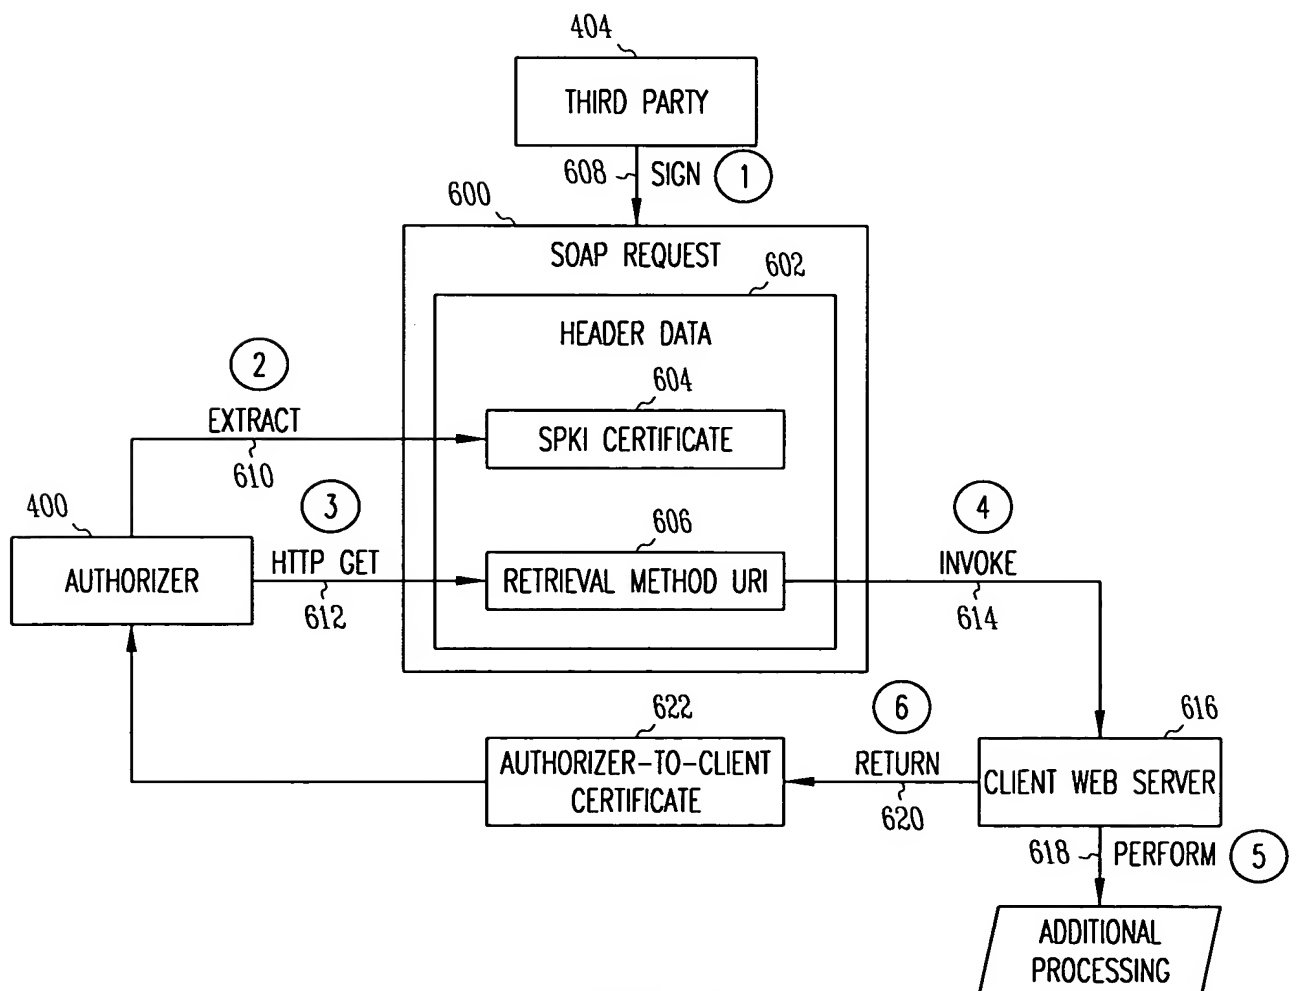 404
THIRD PARTY
608
SIGN
1
600
SOAP REQUEST
602
HEADER DATA
2
604
EXTRACT
SPKI CERTIFICATE
610
400
3
606
4
AUTHORIZER
HTTP GET
RETRIEVAL METHOD URI
INVOKE
612
614
622
6
616
AUTHORIZER-TO-CLIENT
CERTIFICATE
RETURN
CLIENT WEB SERVER
620
618
PERFORM
5
ADDITIONAL
PROCESSING